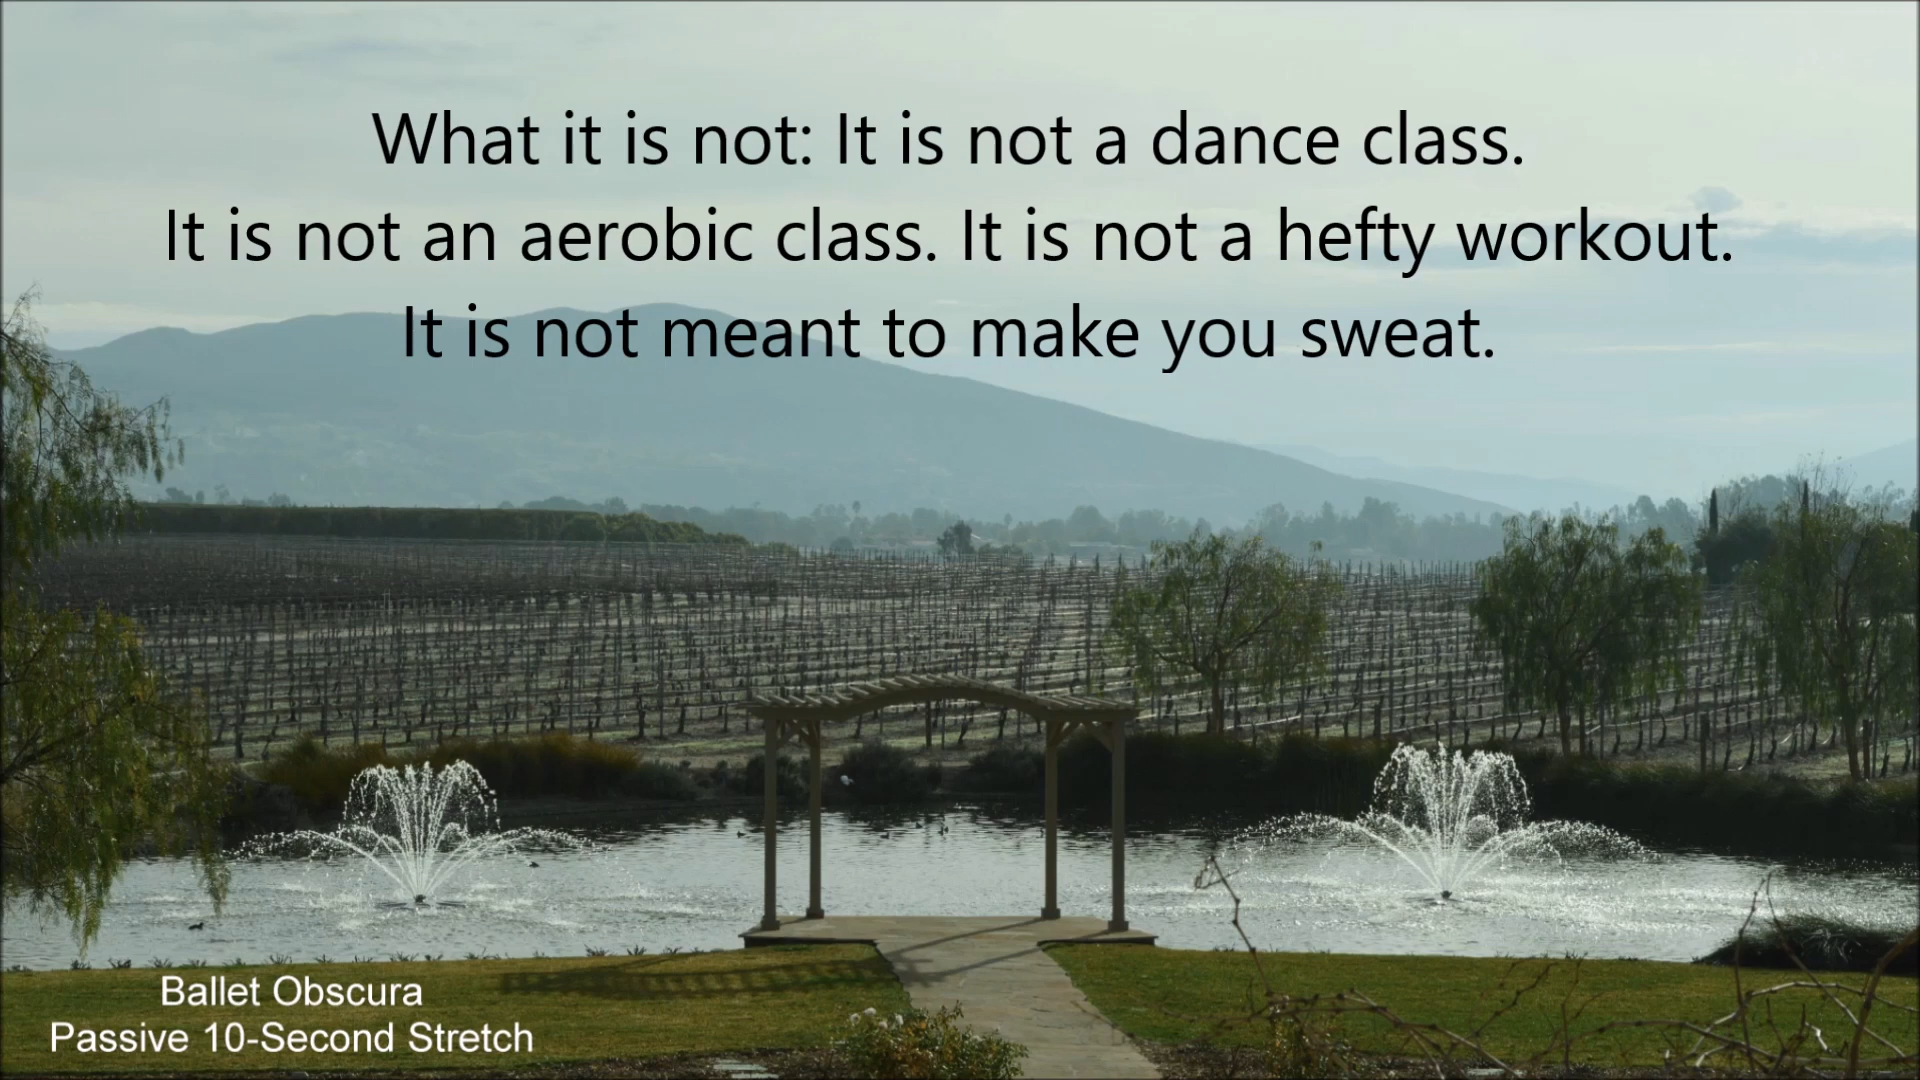 What it is not: It is not a dance class.
It is not an aerobic class. It is not a hefty workout.
It is not meant to make you sweat.
Ballet Obscura
Passive 10-Second Stretch